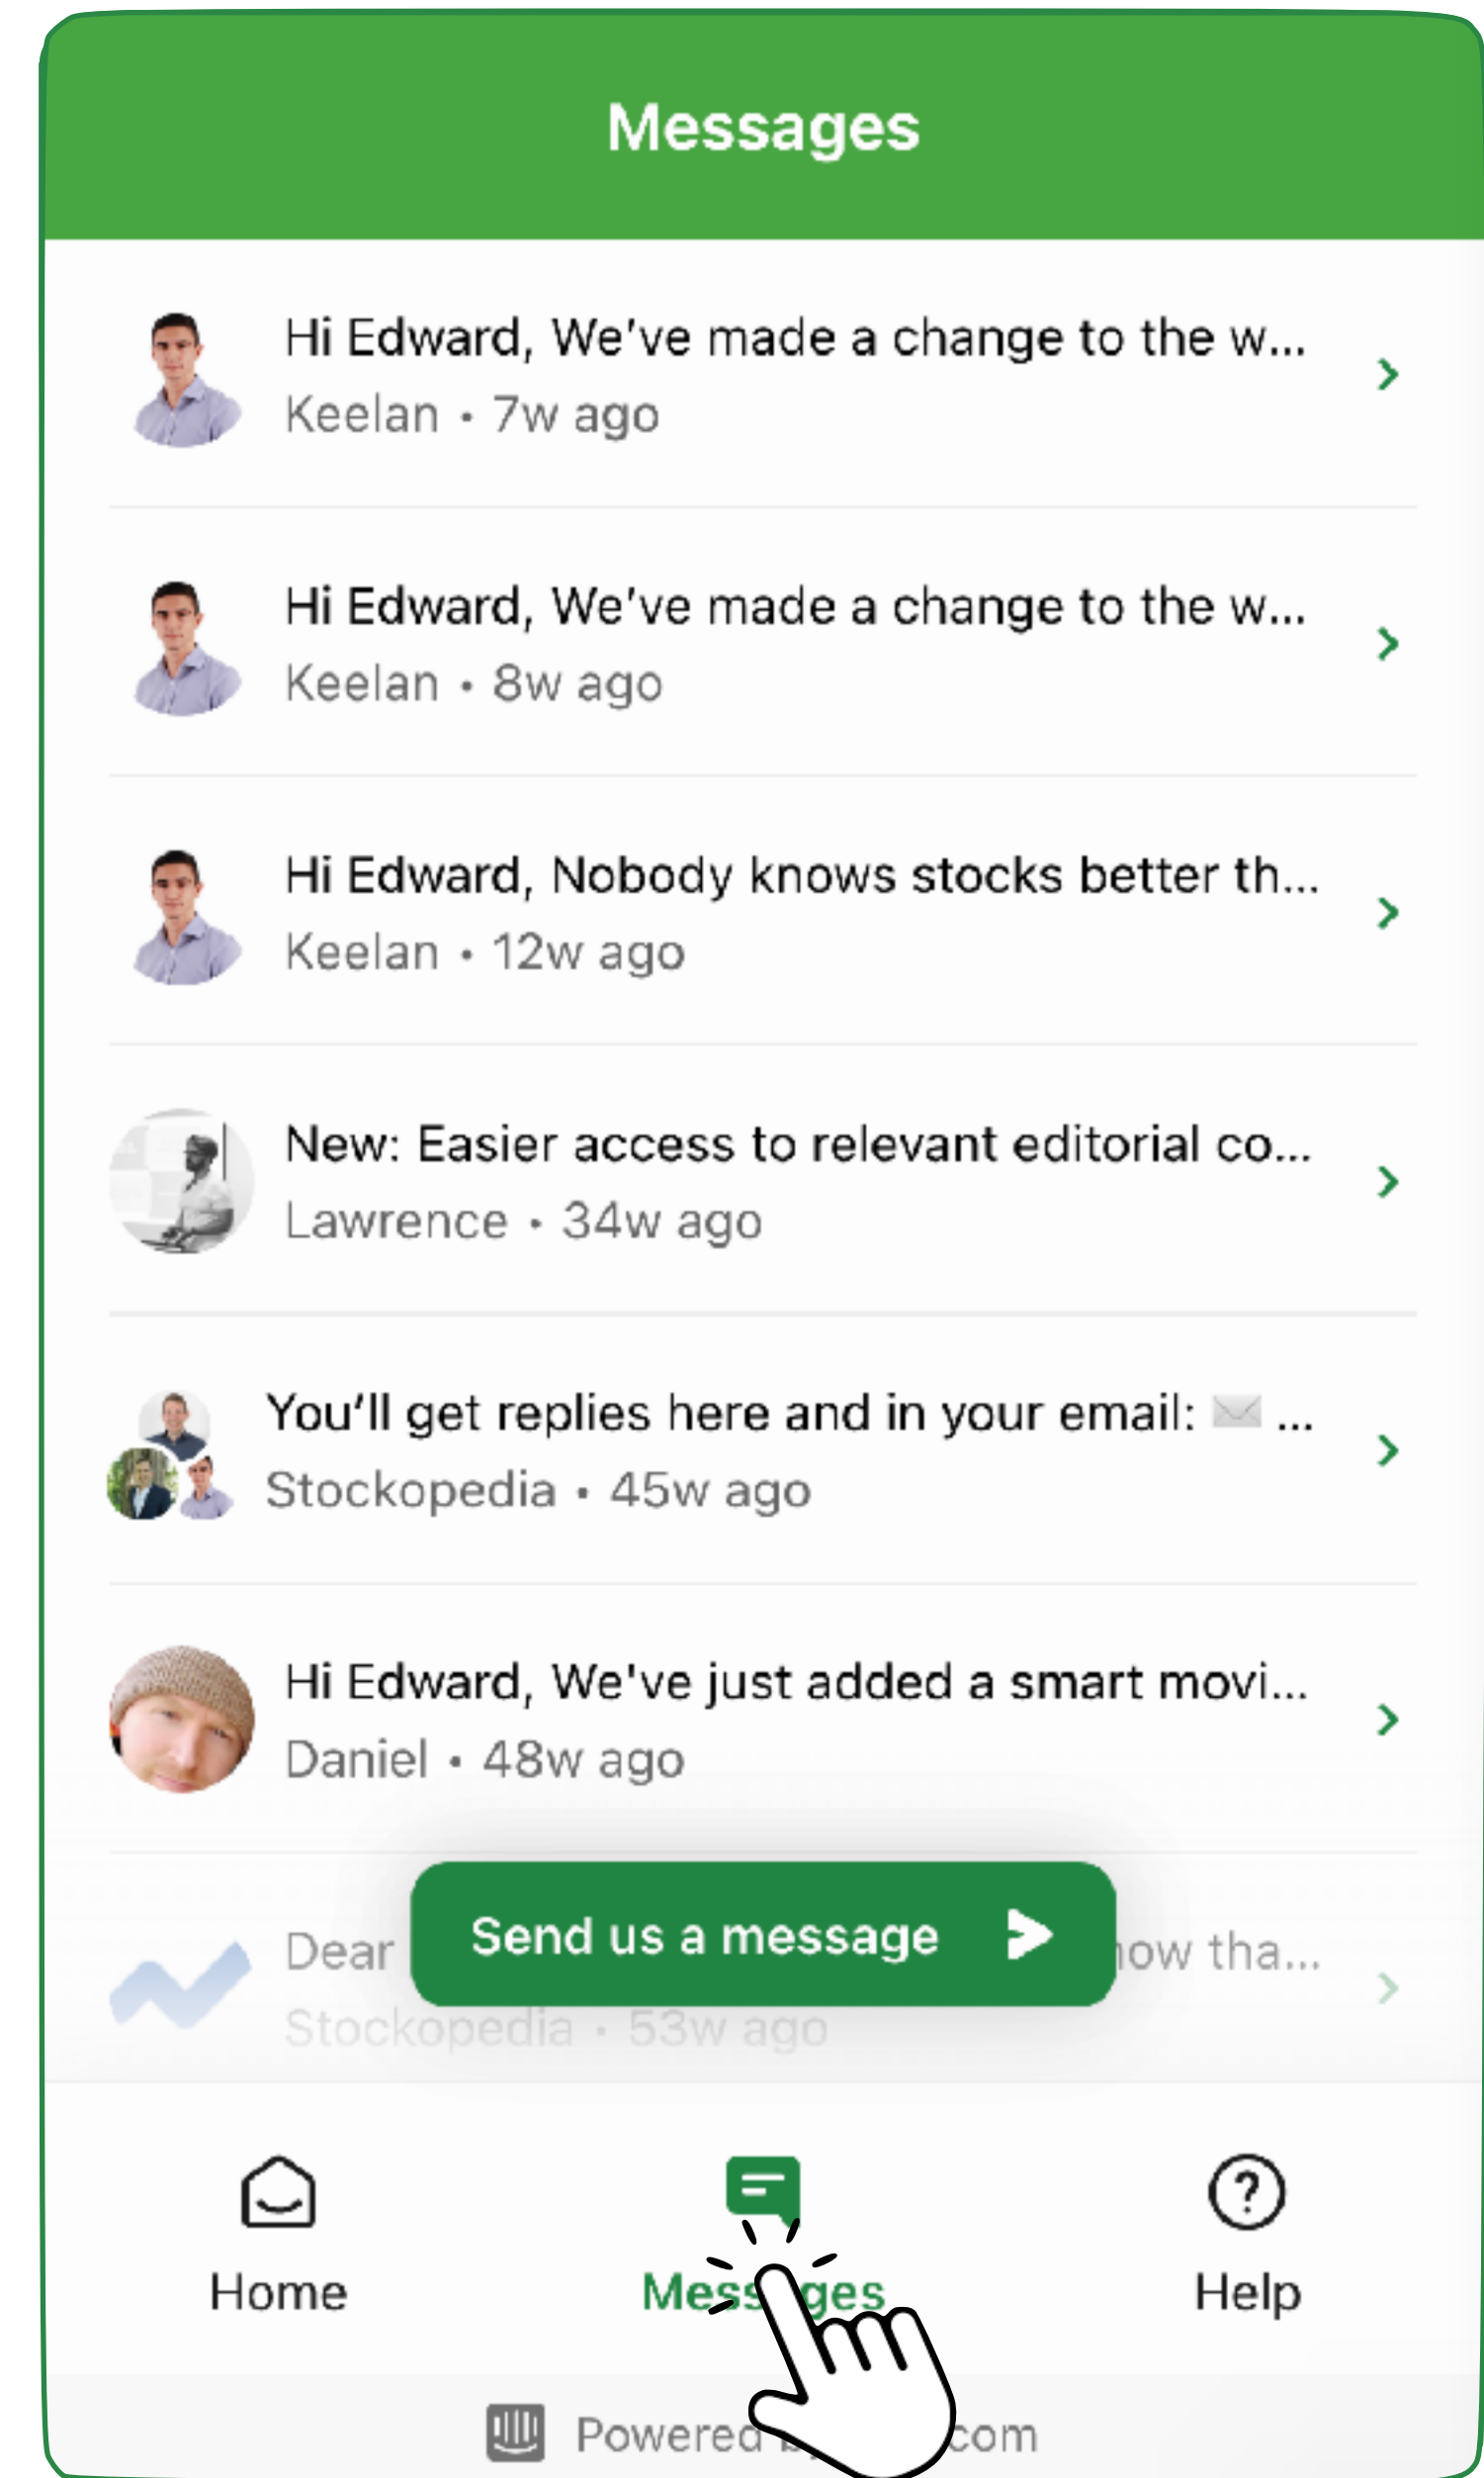 Messages
Hi Edward, We've made a change to the w...
Keelan • 7w ago
Hi Edward, We've made a change to the w...
Keelan • 8w ago
Hi Edward, Nobody knows stocks better th...
Keelan • 12w ago
New: Easier access to relevant editorial co...
Lawrence • 34w ago
You'll get replies here and in your email: ✉️ ...
Stockopedia • 45w ago
Hi Edward, We've just added a smart movi...
Daniel • 48w ago
Dear tha...
Send us a message
Stockopedia • 53w ago
Home
Messages
Help
Powered com